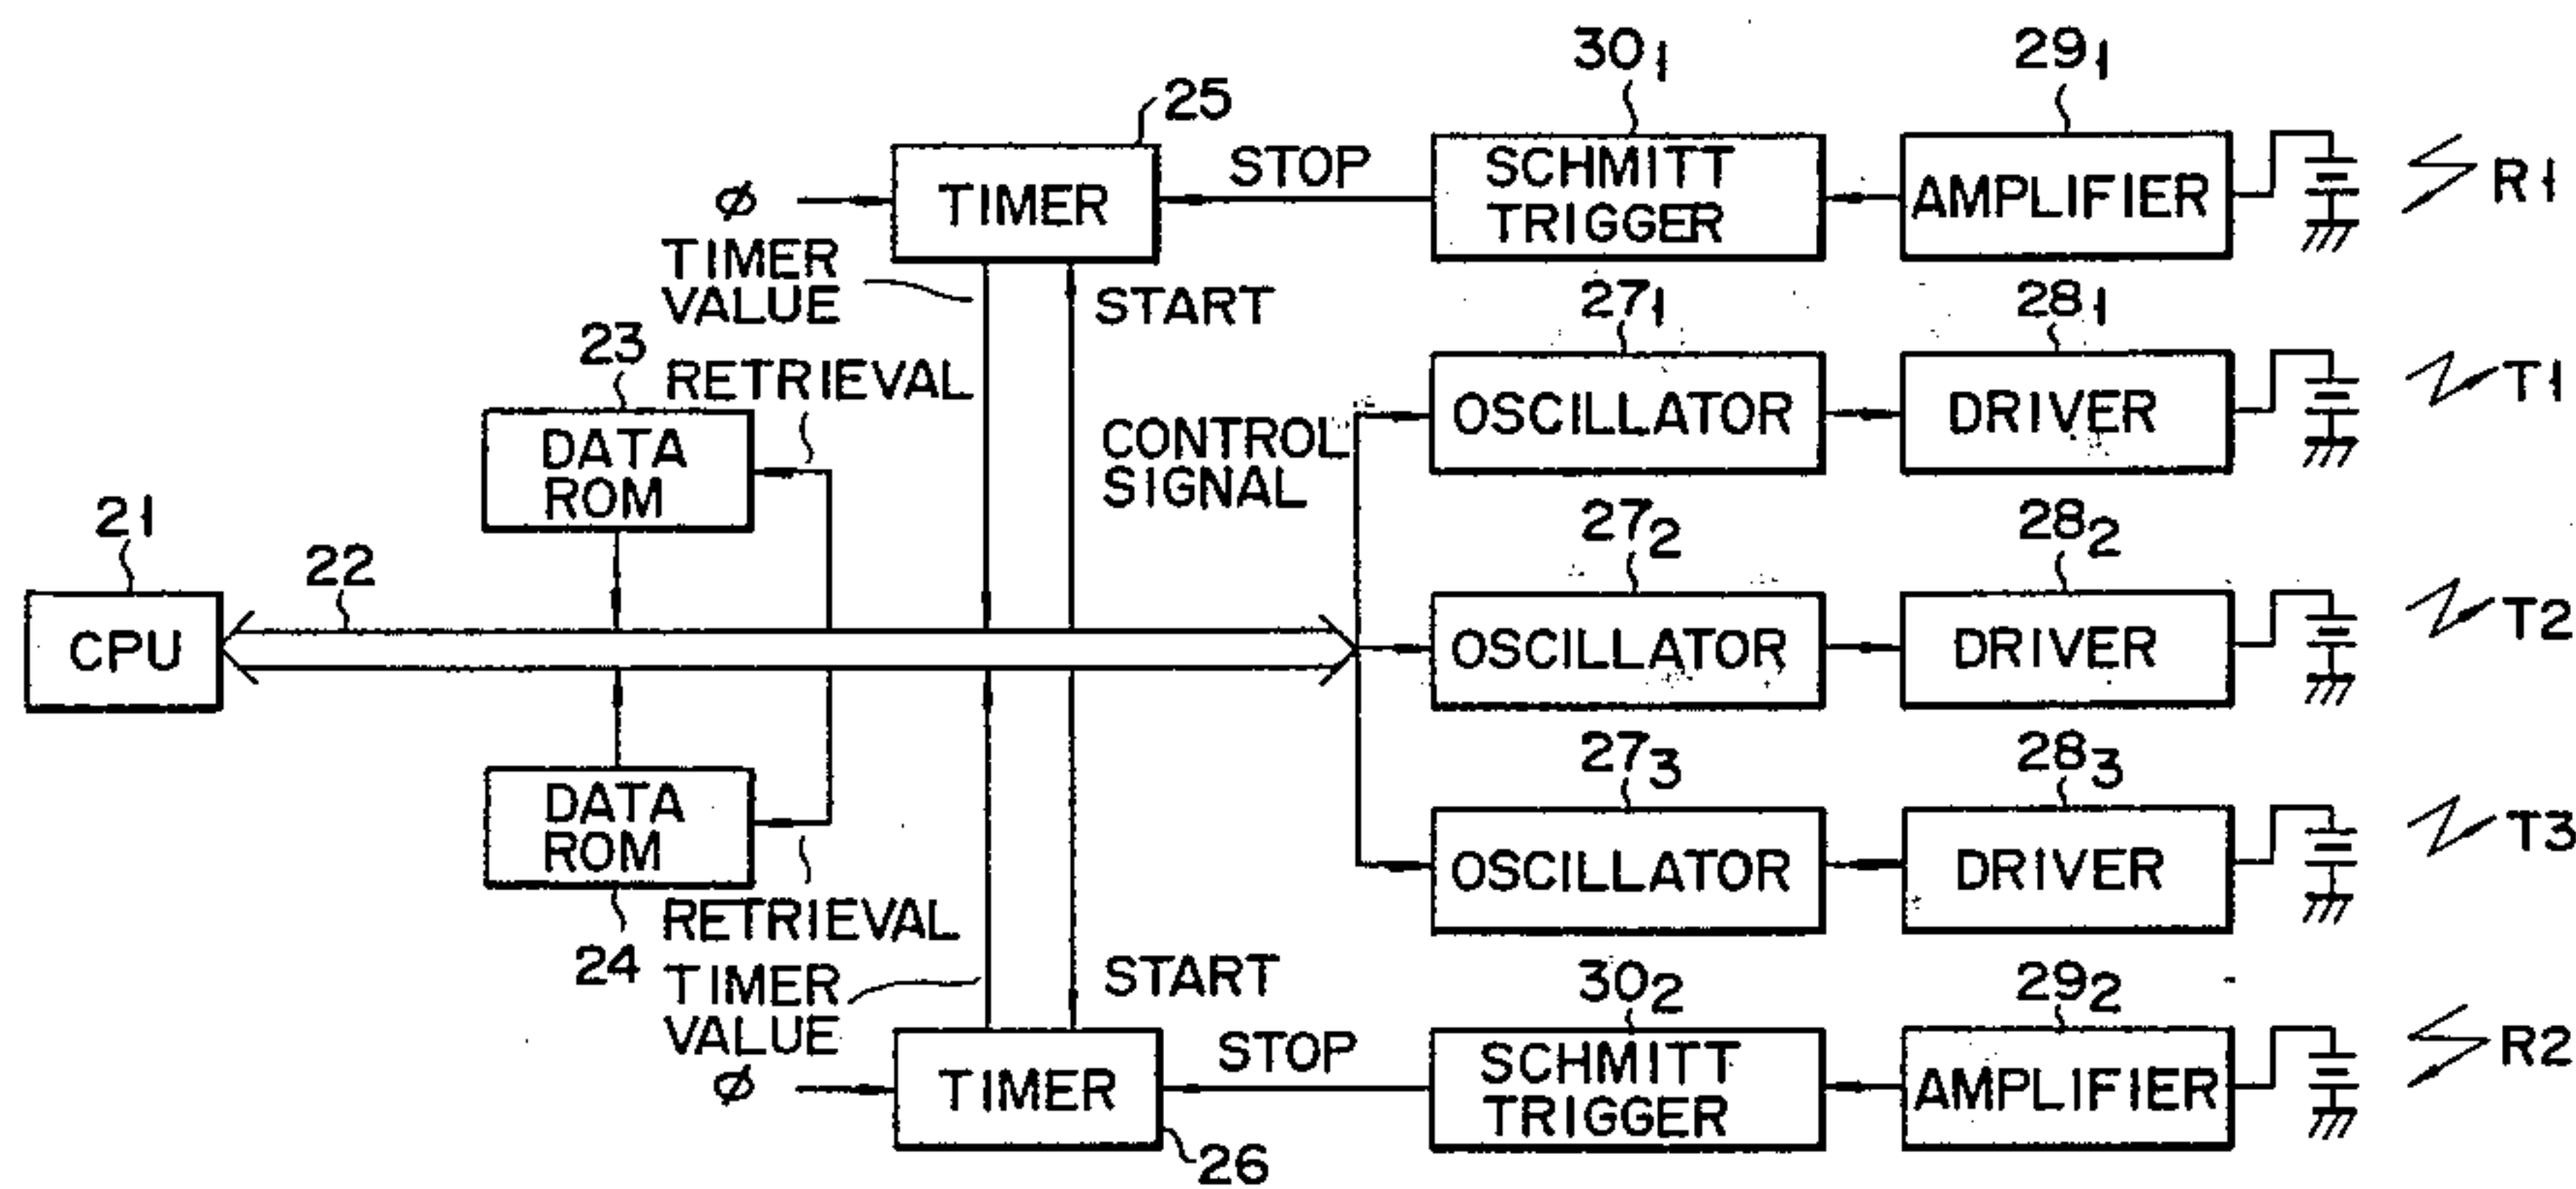 30₁
29₁
25
STOP
SCHMITT
TRIGGER
AMPLIFIER
R1
φ
TIMER
TIMER
VALUE
START
27₁
28₁
23
RETRIEVAL
OSCILLATOR
DRIVER
T1
DATA
ROM
CONTROL
SIGNAL
21
22
27₂
28₂
CPU
OSCILLATOR
DRIVER
T2
27₃
28₃
DATA
ROM
OSCILLATOR
DRIVER
T3
24
RETRIEVAL
TIMER
VALUE
START
30₂
29₂
φ
TIMER
STOP
SCHMITT
TRIGGER
AMPLIFIER
R2
26